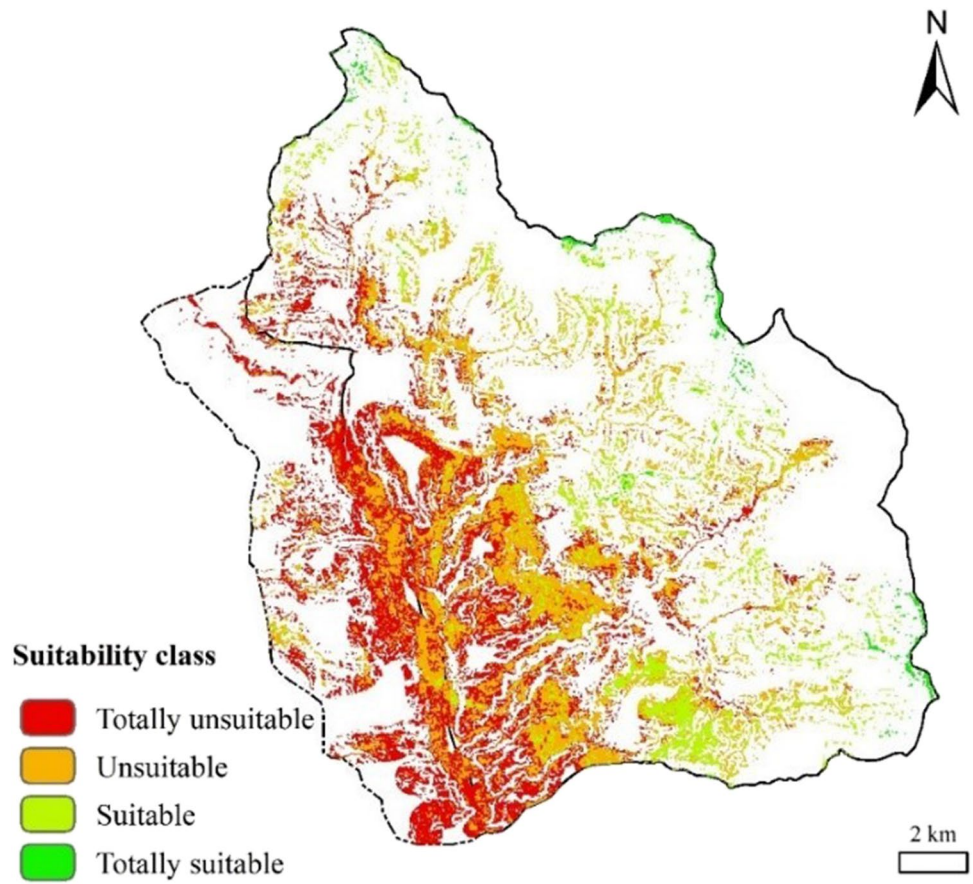 N
Suitability class
Totally unsuitable
Unsuitable
Suitable
Totally suitable
2 km